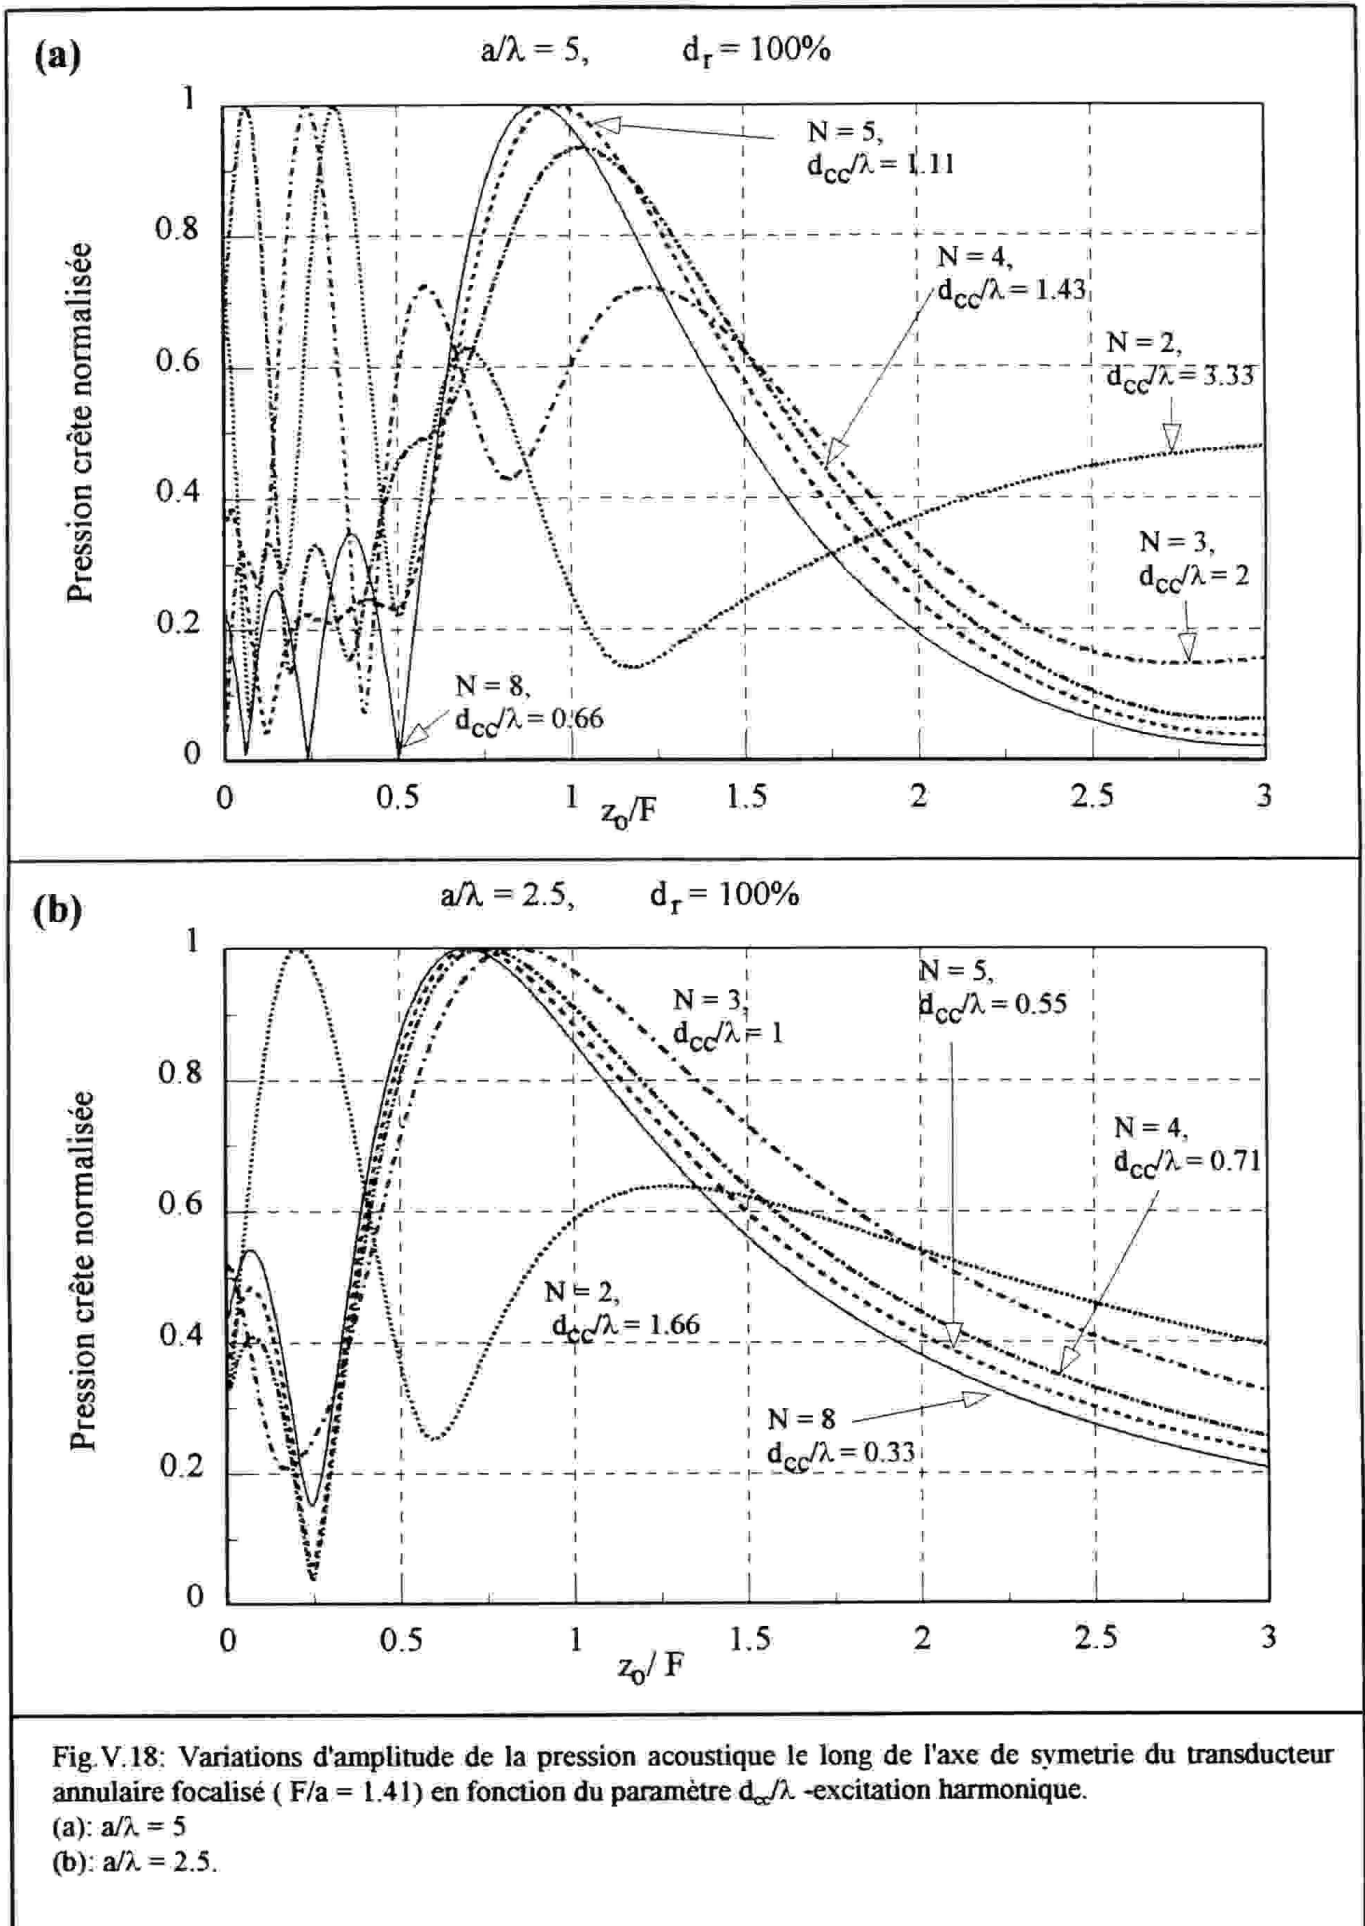 (a)
a/λ = 5, d_r = 100%
Pression crête normalisée
1
0.8
0.6
0.4
0.2
0
N = 5,
d_cc/λ = 1.11
N = 4,
d_cc/λ = 1.43
N = 2,
d_cc/λ = 3.33
N = 3,
d_cc/λ = 2
N = 8,
d_cc/λ = 0.66
0 0.5 1 1.5 2 2.5 3
z_o/F
(b)
a/λ = 2.5, d_r = 100%
Pression crête normalisée
1
0.8
0.6
0.4
0.2
0
N = 5,
d_cc/λ = 0.55
N = 3,
d_cc/λ = 1
N = 4,
d_cc/λ = 0.71
N = 2,
d_cc/λ = 1.66
N = 8
d_cc/λ = 0.33
0 0.5 1 1.5 2 2.5 3
z_o/ F
Fig.V.18: Variations d'amplitude de la pression acoustique le long de l'axe de symetrie du transducteur
annulaire focalisé ( F/a = 1.41) en fonction du paramètre d_cc/λ -excitation harmonique.
(a): a/λ = 5
(b): a/λ = 2.5.